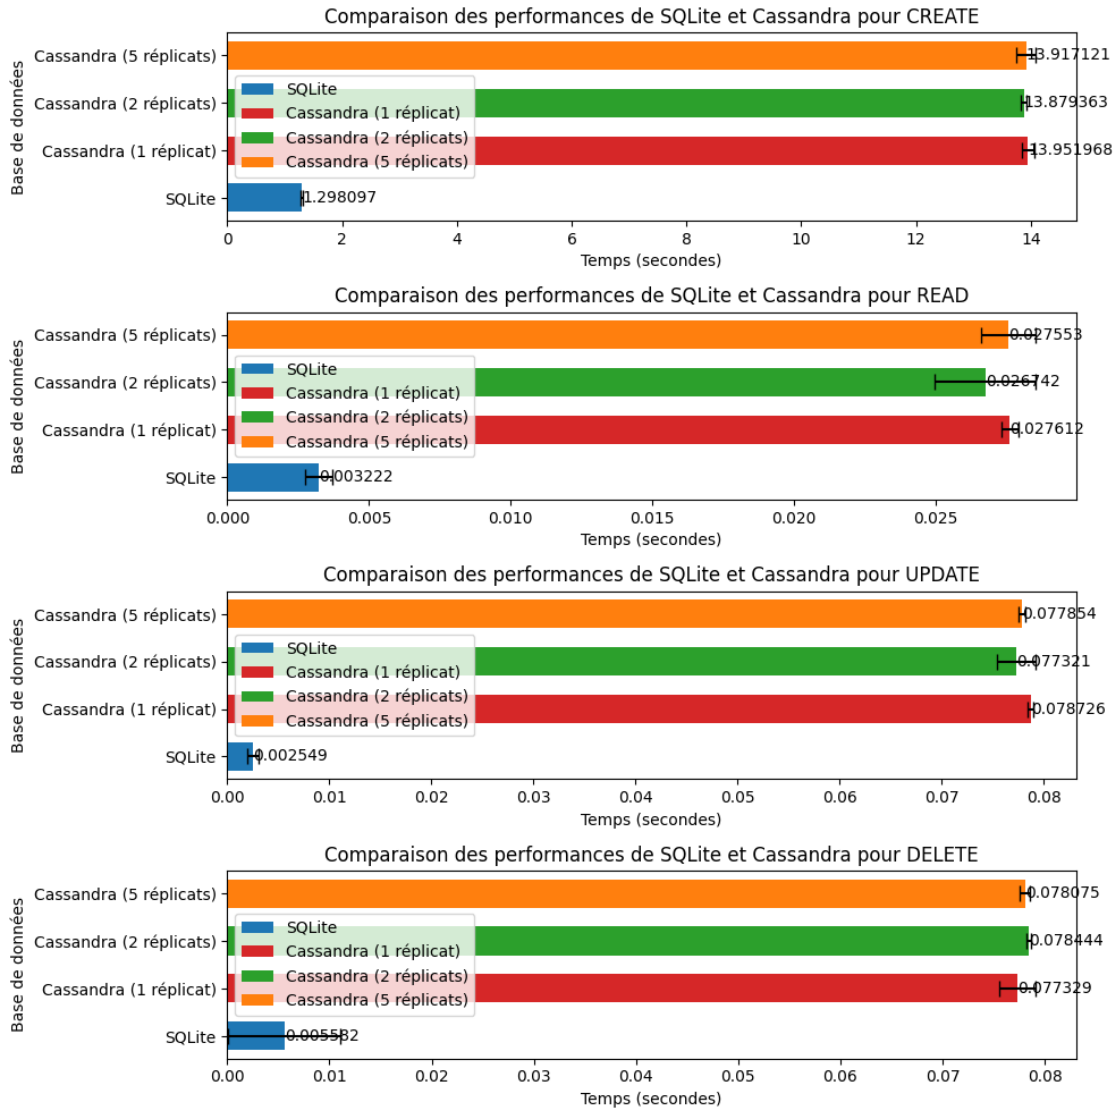 Comparaison des performances de SQLite et Cassandra pour CREATE
Base de données
Cassandra (5 réplicats)
13.917121
Cassandra (2 réplicats)
13.879363
Cassandra (1 réplicat)
13.951968
SQLite
1.298097
SQLite
Cassandra (1 réplicat)
Cassandra (2 réplicats)
Cassandra (5 réplicats)
0 2 4 6 8 10 12 14
Temps (secondes)
Comparaison des performances de SQLite et Cassandra pour READ
Base de données
Cassandra (5 réplicats)
0.027553
Cassandra (2 réplicats)
0.026742
Cassandra (1 réplicat)
0.027612
SQLite
0.003222
SQLite
Cassandra (1 réplicat)
Cassandra (2 réplicats)
Cassandra (5 réplicats)
0.000 0.005 0.010 0.015 0.020 0.025
Temps (secondes)
Comparaison des performances de SQLite et Cassandra pour UPDATE
Base de données
Cassandra (5 réplicats)
0.077854
Cassandra (2 réplicats)
0.077321
Cassandra (1 réplicat)
0.078726
SQLite
0.002549
SQLite
Cassandra (1 réplicat)
Cassandra (2 réplicats)
Cassandra (5 réplicats)
0.00 0.01 0.02 0.03 0.04 0.05 0.06 0.07 0.08
Temps (secondes)
Comparaison des performances de SQLite et Cassandra pour DELETE
Base de données
Cassandra (5 réplicats)
0.078075
Cassandra (2 réplicats)
0.078444
Cassandra (1 réplicat)
0.077329
SQLite
0.005582
SQLite
Cassandra (1 réplicat)
Cassandra (2 réplicats)
Cassandra (5 réplicats)
0.00 0.01 0.02 0.03 0.04 0.05 0.06 0.07 0.08
Temps (secondes)